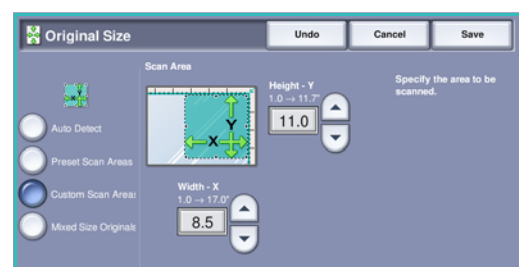 Original Size
Undo
Cancel
Save
Scan Area
Auto Detect
Preset Scan Areas
Custom Scan Areas
Mixed Size Originals
Y
X
Height - Y
1.0 → 11.7"
11.0
Width - X
1.0 → 17.0"
8.5
Specify the area to be
scanned.